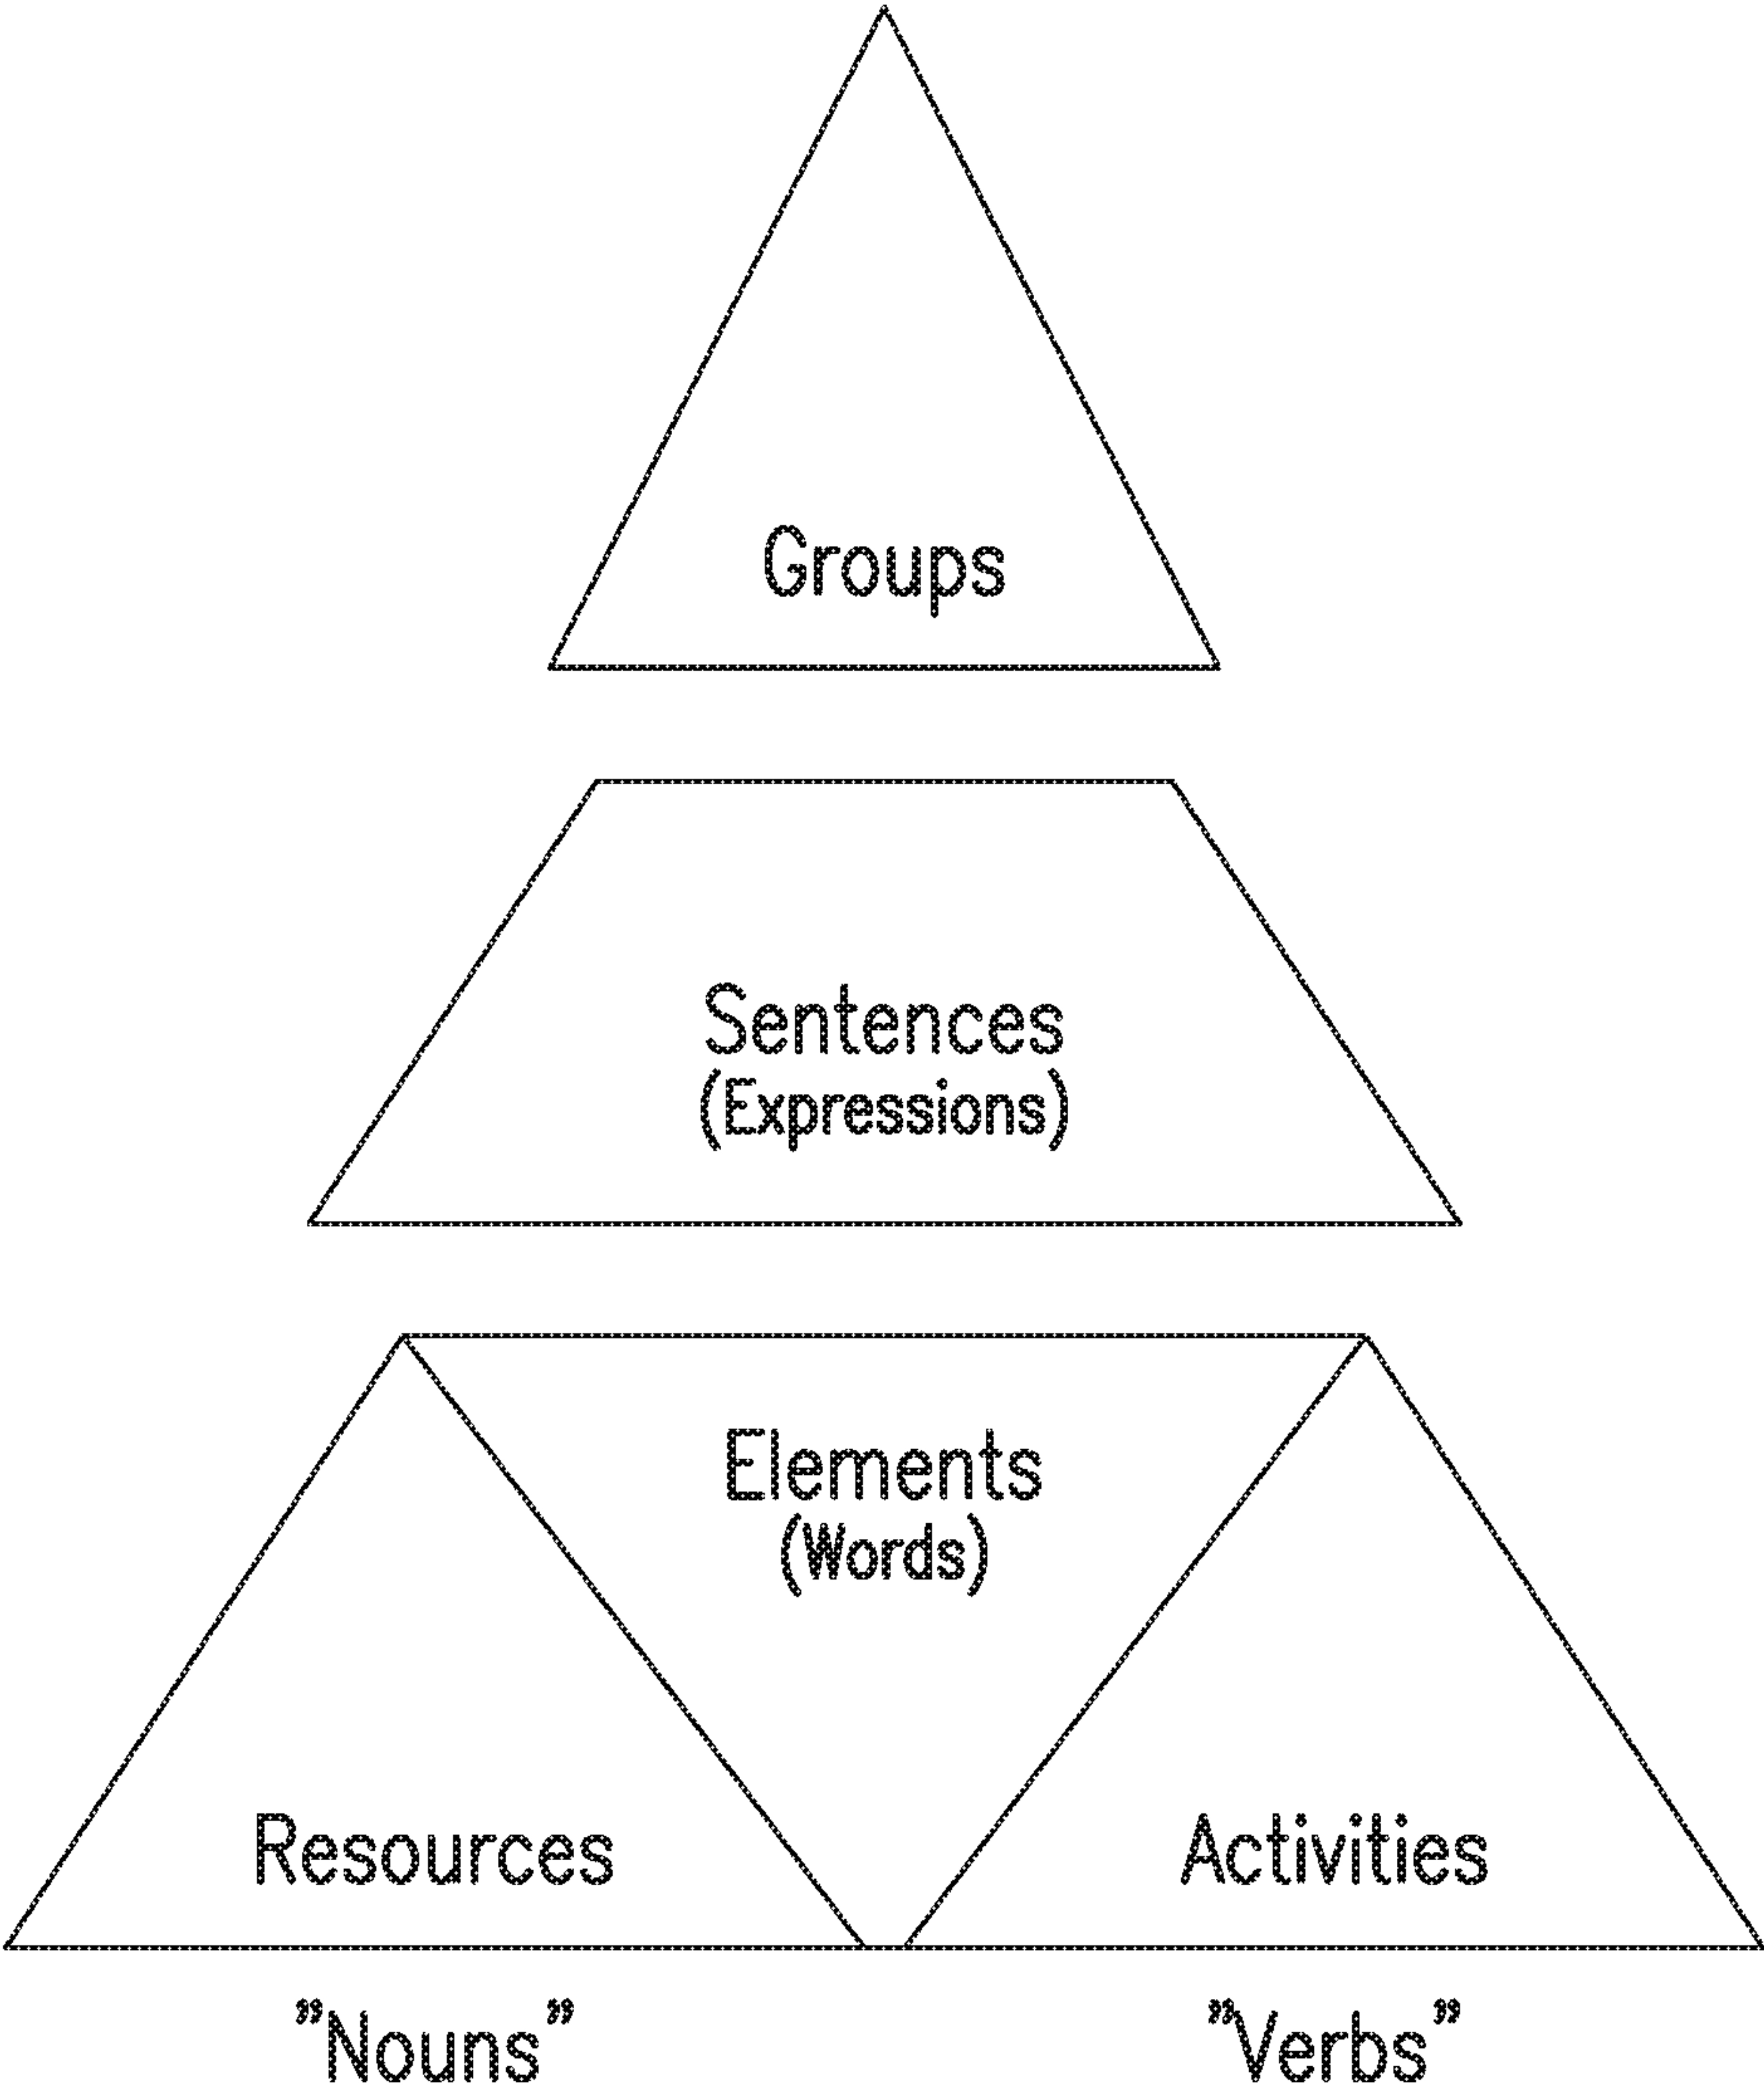 Groups
Sentences
(Expressions)
Elements
(Words)
Resources
Activities
”Nouns”
”Verbs”